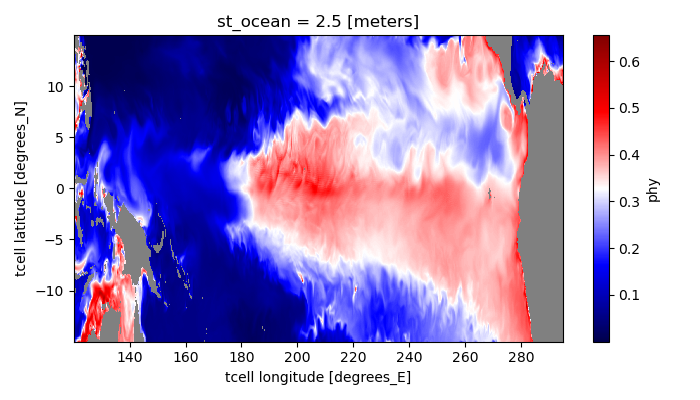 st_ocean = 2.5 [meters]
10
5
0
−5
−10
tcell latitude [degrees_N]
140 160 180 200 220 240 260 280
tcell longitude [degrees_E]
0.6
0.5
0.4
0.3
0.2
0.1
phy